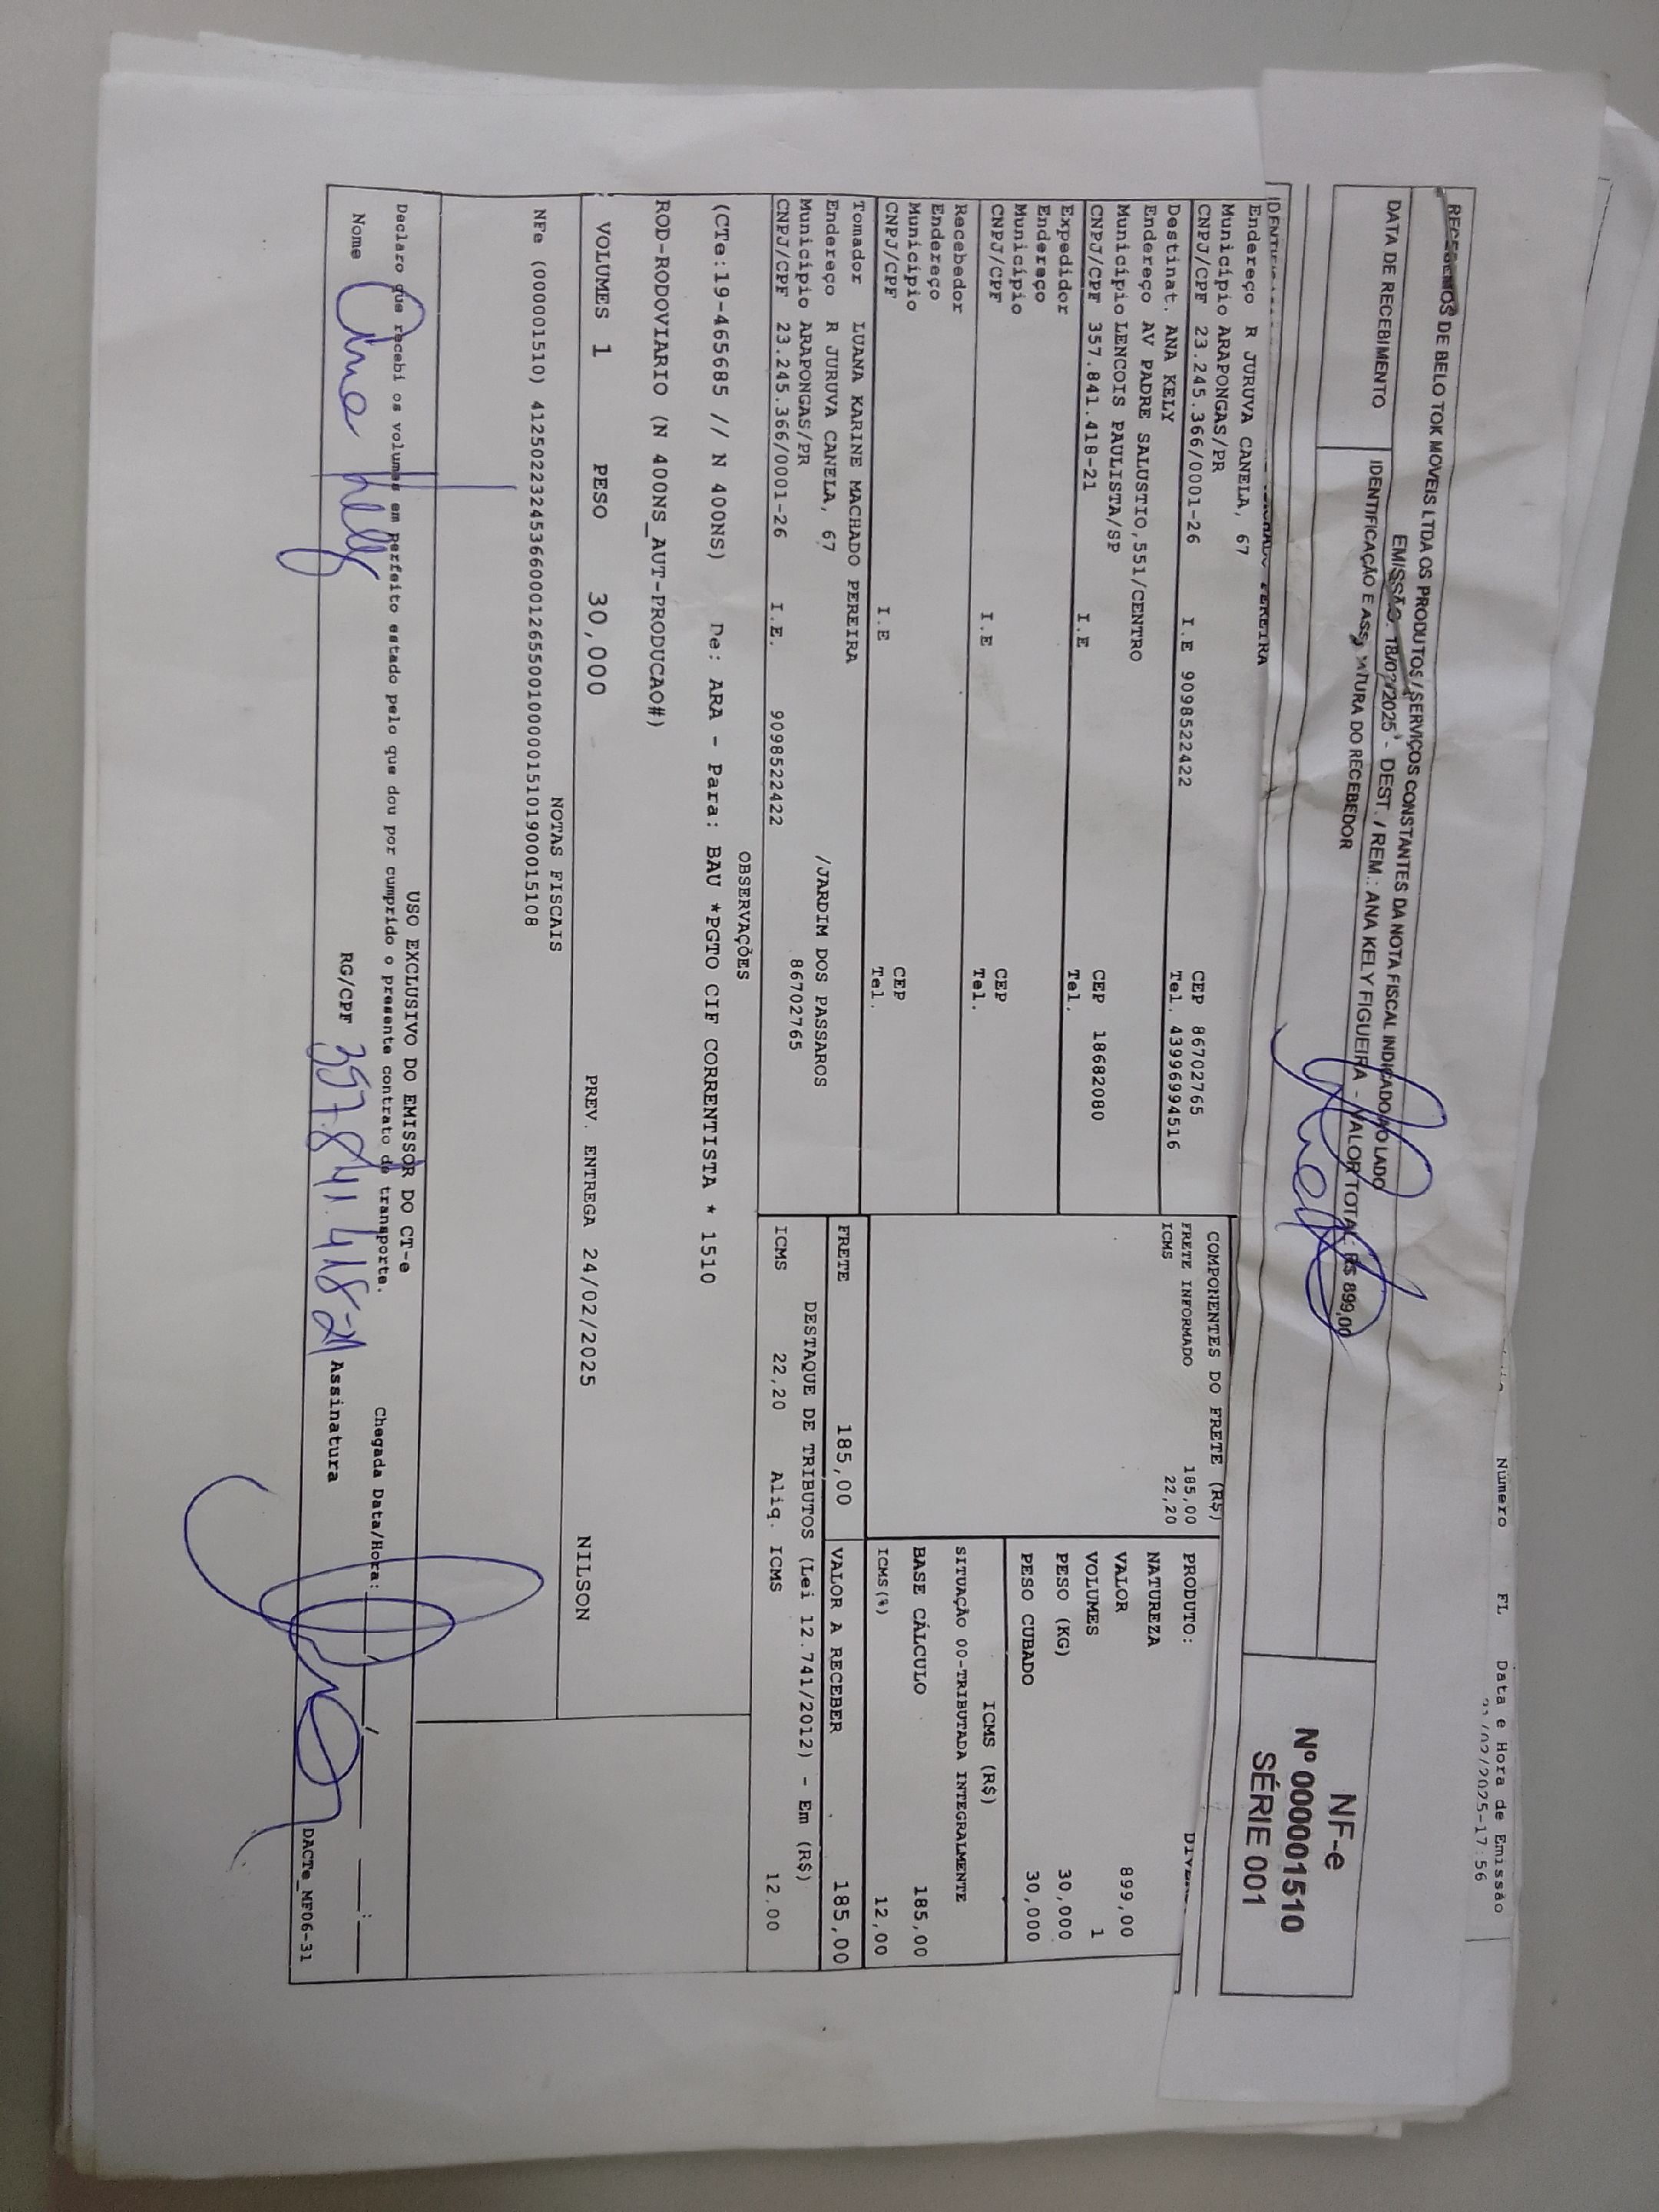 Número FL Data e Hora de Emissão
/02/2025-17:56
DE BELO TOK MOVEIS LTDA OS PRODUTOS / SERVIÇOS CONSTANTES DA NOTA FISCAL INDICADO AO LADO
EMISSÃO: 18/02/2025 - DEST. / REM.: ANA KELY FIGUEIRA - VALOR TOTAL: R$ 899,00
DATA DE RECEBIMENTO
IDENTIFICAÇÃO E ASSINATURA DO RECEBEDOR
NF-e
Nº 000001510
SÉRIE 001
Endereço R JURUVA CANELA, 67
Município ARAPONGAS/PR CEP 86702765
CNPJ/CPF 23.245.366/0001-26 I.E 9098522422 Tel. 43996994516
Destinat. ANA KELY
Endereço AV PADRE SALUSTIO,551/CENTRO
Município LENCOIS PAULISTA/SP CEP 18682080
CNPJ/CPF 357.841.418-21 I.E Tel.
Expedidor
Endereço
Município CEP
CNPJ/CPF I.E Tel.
Recebedor
Endereço
Município CEP
CNPJ/CPF I.E Tel.
Tomador LUANA KARINE MACHADO PEREIRA
Endereço R JURUVA CANELA, 67 /JARDIM DOS PASSAROS
Município ARAPONGAS/PR 86702765
CNPJ/CPF 23.245.366/0001-26 I.E. 9098522422
COMPONENTES DO FRETE (R$)
FRETE INFORMADO 185,00
ICMS 22,20
PRODUTO:
NATUREZA
VALOR 899,00
VOLUMES 1
PESO (KG) 30,000
PESO CUBADO 30,000
ICMS (R$)
SITUAÇÃO 00-TRIBUTADA INTEGRALMENTE
BASE CÁLCULO 185,00
ICMS(%) 12,00
FRETE 185,00 VALOR A RECEBER 185,00
DESTAQUE DE TRIBUTOS (Lei 12.741/2012) - Em (R$)
ICMS 22,20 Aliq. ICMS 12.00
OBSERVAÇÕES
(CTe:19-465685 // N 400NS) De: ARA - Para: BAU *PGTO CIF CORRENTISTA * 1510
ROD-RODOVIARIO (N 400NS_AUT-PRODUCAO#)
VOLUMES 1 PESO 30,000 PREV. ENTREGA 24/02/2025 NILSON
NOTAS FISCAIS
NFe (000001510) 41250223245366000126550010000015101900015108
USO EXCLUSIVO DO EMISSOR DO CT-e
Declaro que recebi os volumes em perfeito estado pelo que dou por cumprido o presente contrato de transporte. Chegada Data/Hora: / / :
Nome Ana Kelly RG/CPF 357.841.418-21 Assinatura
DACTe_MF06-31